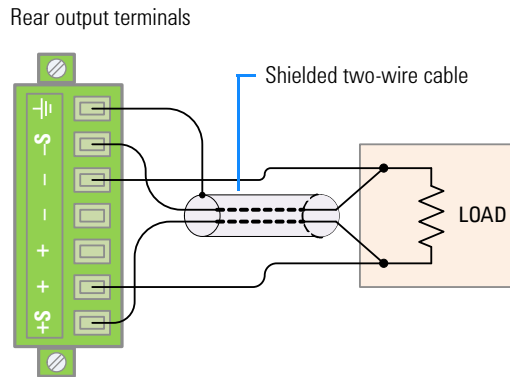 Rear output terminals
Shielded two-wire cable
–S
–
–
+
+
+S
LOAD